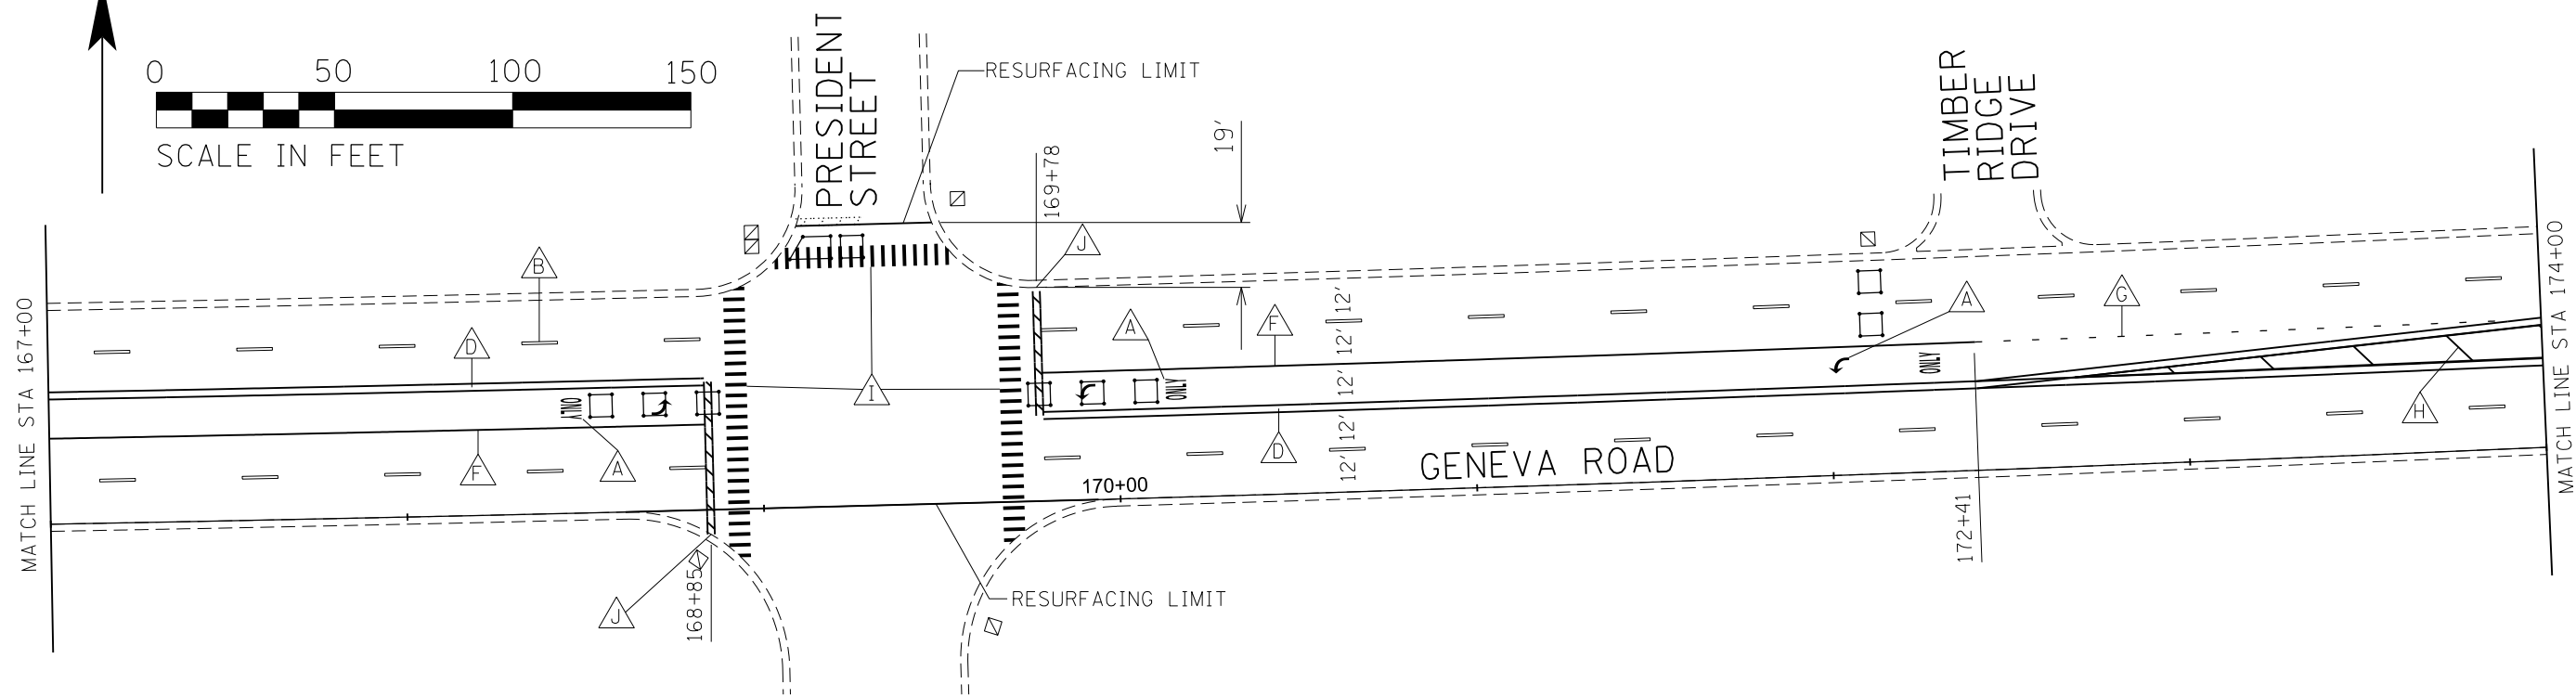 0 50 100 150
SCALE IN FEET
PRESIDENT
STREET
RESURFACING LIMIT
19'
169+78
TIMBER
RIDGE
DRIVE
B
J
D
A
F
12'
12'
12'
12'
12'
A
G
ONLY
ONLY
ONLY
I
H
F
A
D
GENEVA ROAD
170+00
172+41
MATCH LINE STA 167+00
MATCH LINE STA 174+00
168+85
J
RESURFACING LIMIT